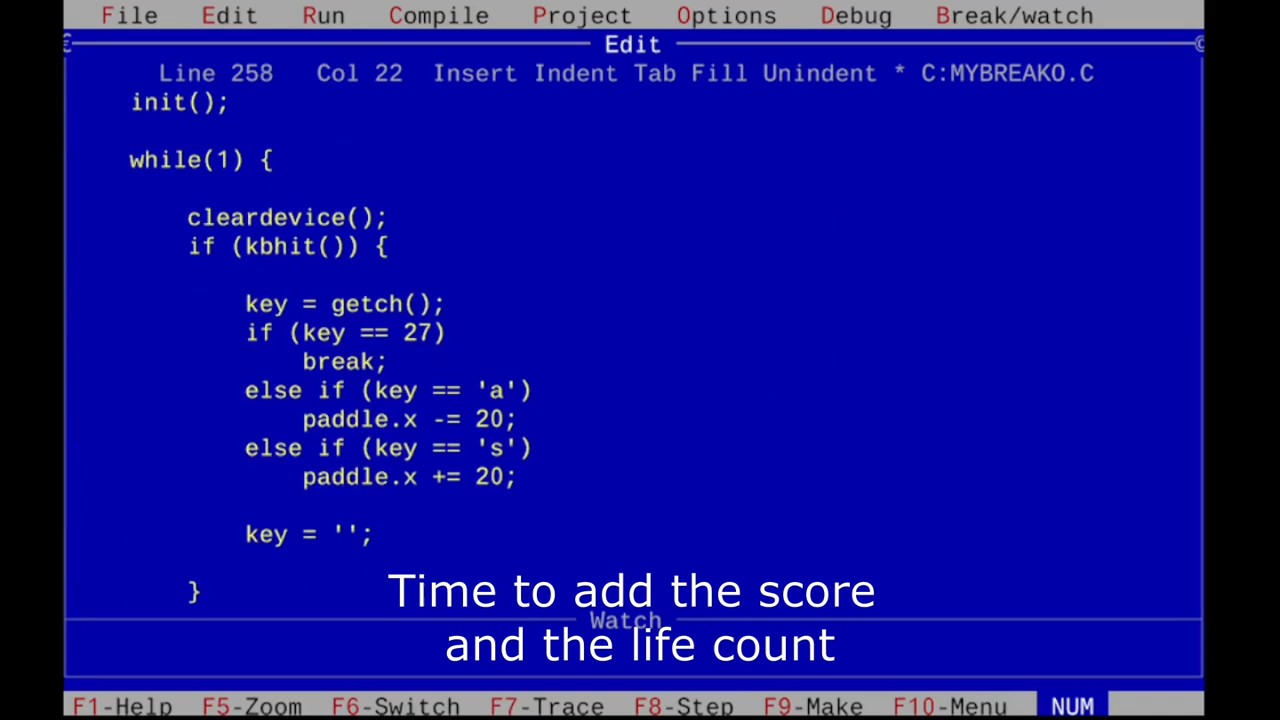 File Edit Run Compile Project Options Debug Break/watch
Edit
Line 258 Col 22 Insert Indent Tab Fill Unindent * C:MYBREAKO.C
init();
while(1) {
cleardevice();
if (kbhit()) {
key = getch();
if (key == 27)
break;
else if (key == 'a')
paddle.x -= 20;
else if (key == 's')
paddle.x += 20;
key = '';
}
Time to add the score
Watch
and the life count
F1-Help F5-Zoom F6-Switch F7-Trace F8-Step F9-Make F10-Menu NUM